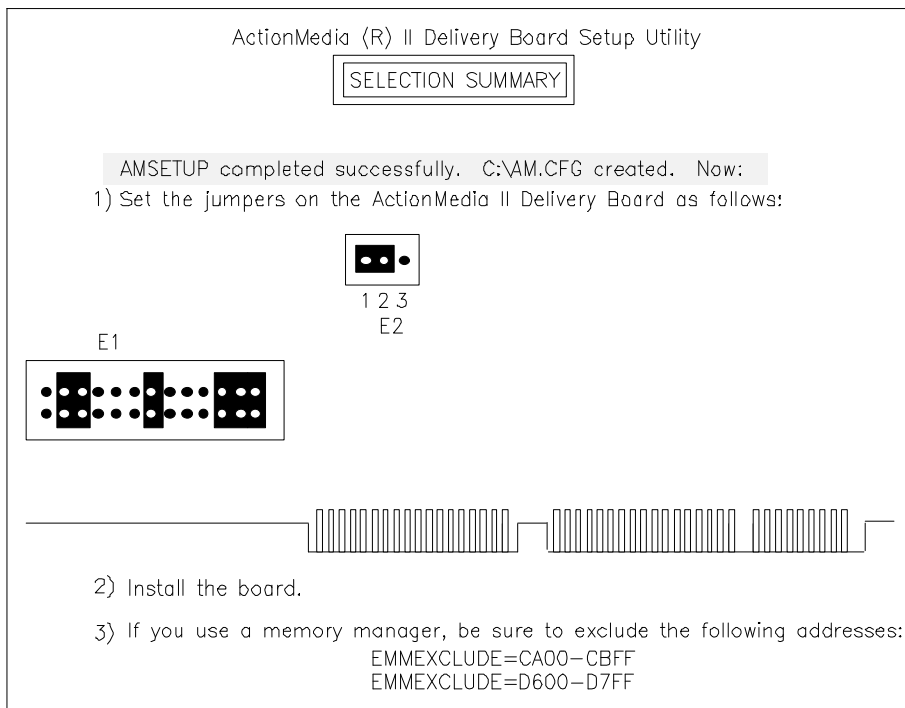 ActionMedia (R) II Delivery Board Setup Utility
SELECTION SUMMARY
AMSETUP completed successfully. C:\AM.CFG created. Now:
1) Set the jumpers on the ActionMedia II Delivery Board as follows:
1 2 3
E2
E1
2) Install the board.
3) If you use a memory manager, be sure to exclude the following addresses:
EMMEXCLUDE=CA00-CBFF
EMMEXCLUDE=D600-D7FF